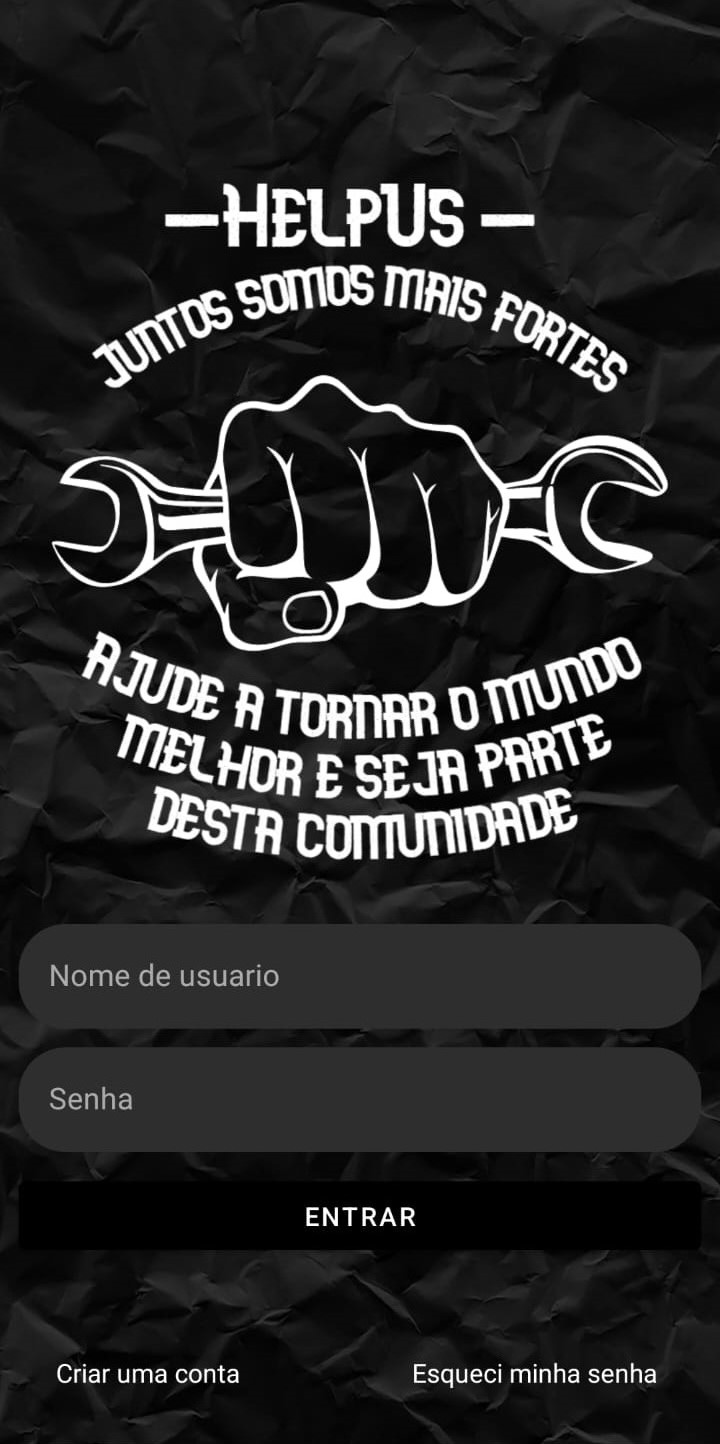 HELPUS
JUNTOS SOMOS MAIS FORTES
AJUDE A TORNAR O MUNDO
MELHOR E SEJA PARTE
DESTA COMUNIDADE
Nome de usuario
Senha
ENTRAR
Criar uma conta
Esqueci minha senha